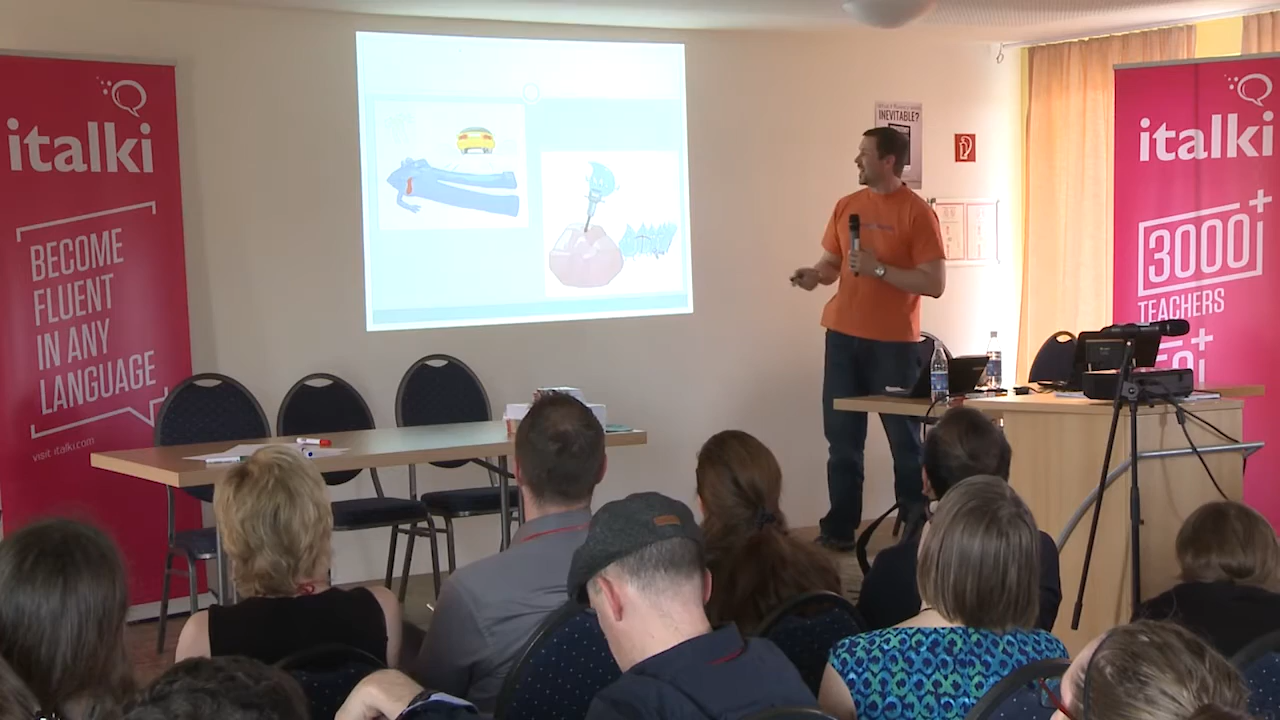 italki
BECOME
FLUENT
IN ANY
LANGUAGE
visit italki.com
INEVITABLE?
italki
3000+
TEACHERS